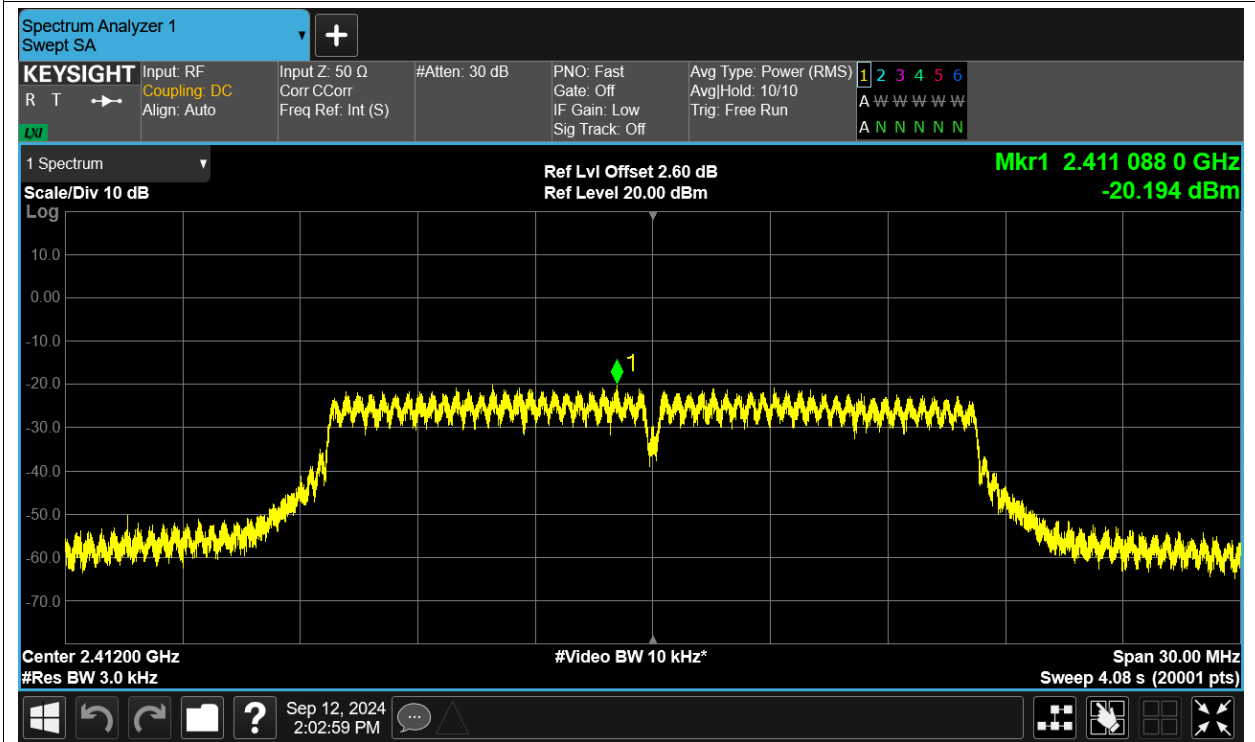 Spectrum Analyzer 1
Swept SA
+
KEYSIGHT
R T
LXI
Input: RF
Coupling: DC
Align: Auto
Input Z: 50 Ω
Corr CCorr
Freq Ref: Int (S)
#Atten: 30 dB
PNO: Fast
Gate: Off
IF Gain: Low
Sig Track: Off
Avg Type: Power (RMS)
Avg|Hold: 10/10
Trig: Free Run
1 2 3 4 5 6
A W W W W W
A N N N N N
1 Spectrum
Scale/Div 10 dB
Log
Ref Lvl Offset 2.60 dB
Ref Level 20.00 dBm
Mkr1 2.411 088 0 GHz
-20.194 dBm
10.0
0.00
-10.0
-20.0
-30.0
-40.0
-50.0
-60.0
-70.0
1
Center 2.41200 GHz
#Res BW 3.0 kHz
#Video BW 10 kHz*
Span 30.00 MHz
Sweep 4.08 s (20001 pts)
?
Sep 12, 2024
2:02:59 PM